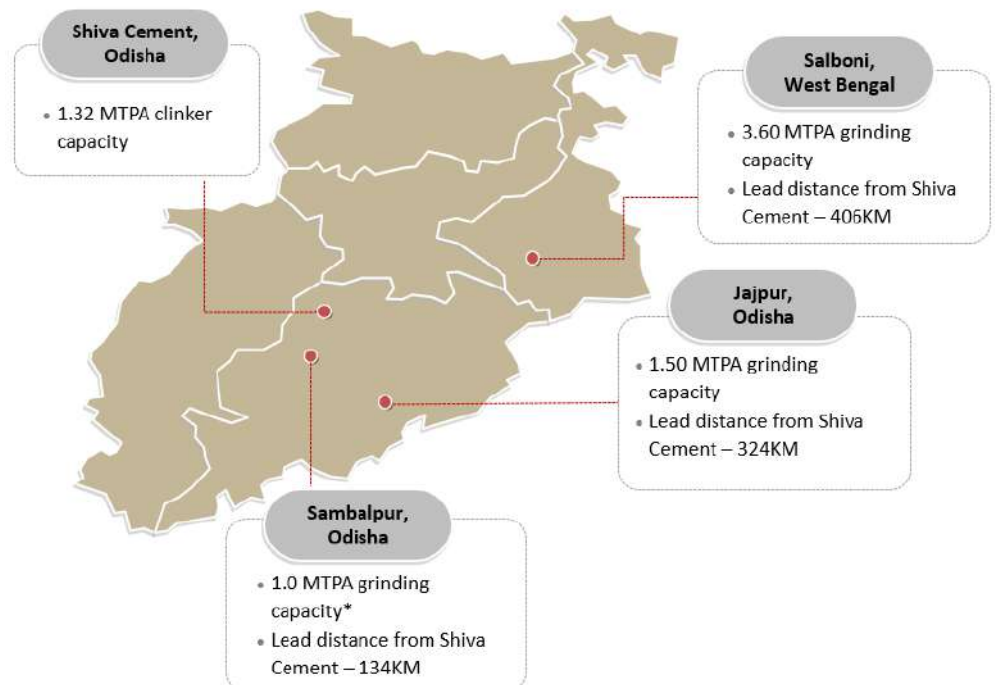 Shiva Cement,
Odisha
• 1.32 MTPA clinker
capacity
Salboni,
West Bengal
• 3.60 MTPA grinding
capacity
• Lead distance from Shiva
Cement – 406KM
Jajpur,
Odisha
• 1.50 MTPA grinding
capacity
• Lead distance from Shiva
Cement – 324KM
Sambalpur,
Odisha
• 1.0 MTPA grinding
capacity*
• Lead distance from Shiva
Cement – 134KM